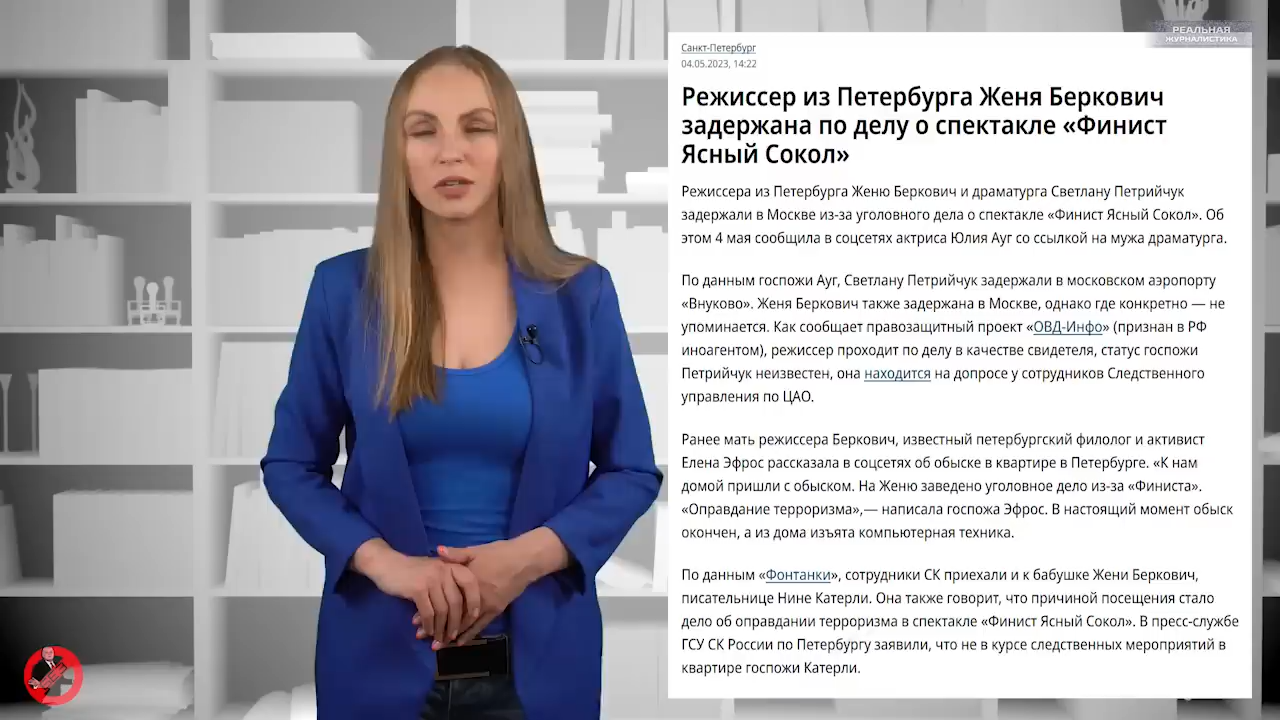 РЕАЛЬНАЯ
ЖУРНАЛИСТИКА
Санкт-Петербург
04.05.2023, 14:22
Режиссер из Петербурга Женя Беркович
задержана по делу о спектакле «Финист
Ясный Сокол»
Режиссера из Петербурга Женю Беркович и драматурга Светлану Петрийчук
задержали в Москве из-за уголовного дела о спектакле «Финист Ясный Сокол». Об
этом 4 мая сообщила в соцсетях актриса Юлия Ауг со ссылкой на мужа драматурга.
По данным госпожи Ауг, Светлану Петрийчук задержали в московском аэропорту
«Внуково». Женя Беркович также задержана в Москве, однако где конкретно — не
упоминается. Как сообщает правозащитный проект «ОВД-Инфо» (признан в РФ
иноагентом), режиссер проходит по делу в качестве свидетеля, статус госпожи
Петрийчук неизвестен, она находится на допросе у сотрудников Следственного
управления по ЦАО.
Ранее мать режиссера Беркович, известный петербургский филолог и активист
Елена Эфрос рассказала в соцсетях об обыске в квартире в Петербурге. «К нам
домой пришли с обыском. На Женю заведено уголовное дело из-за «Финиста».
«Оправдание терроризма»,— написала госпожа Эфрос. В настоящий момент обыск
окончен, а из дома изъята компьютерная техника.
По данным «Фонтанки», сотрудники СК приехали и к бабушке Жени Беркович,
писательнице Нине Катерли. Она также говорит, что причиной посещения стало
дело об оправдании терроризма в спектакле «Финист Ясный Сокол». В пресс-службе
ГСУ СК России по Петербургу заявили, что не в курсе следственных мероприятий в
квартире госпожи Катерли.